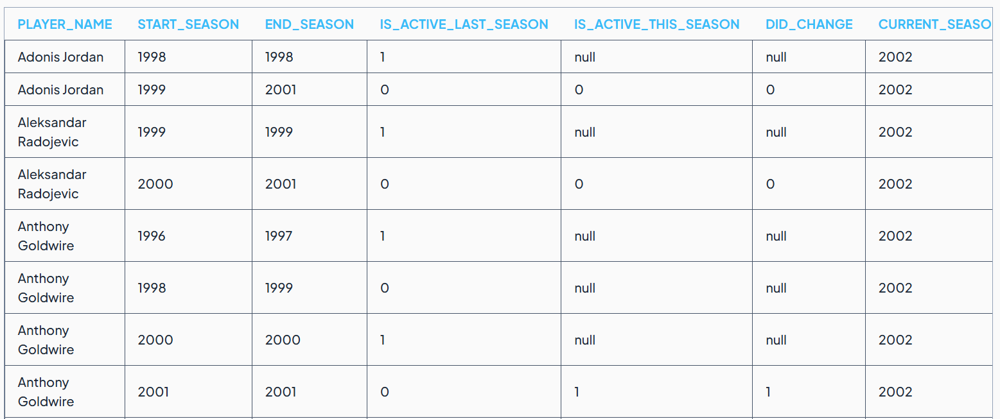 PLAYER_NAME START_SEASON END_SEASON IS_ACTIVE_LAST_SEASON IS_ACTIVE_THIS_SEASON DID_CHANGE CURRENT_SEASO
Adonis Jordan 1998 1998 1 null null 2002
Adonis Jordan 1999 2001 0 0 0 2002
Aleksandar
Radojevic 1999 1999 1 null null 2002
Aleksandar
Radojevic 2000 2001 0 0 0 2002
Anthony
Goldwire 1996 1997 1 null null 2002
Anthony
Goldwire 1998 1999 0 null null 2002
Anthony
Goldwire 2000 2000 1 null null 2002
Anthony
Goldwire 2001 2001 0 1 1 2002